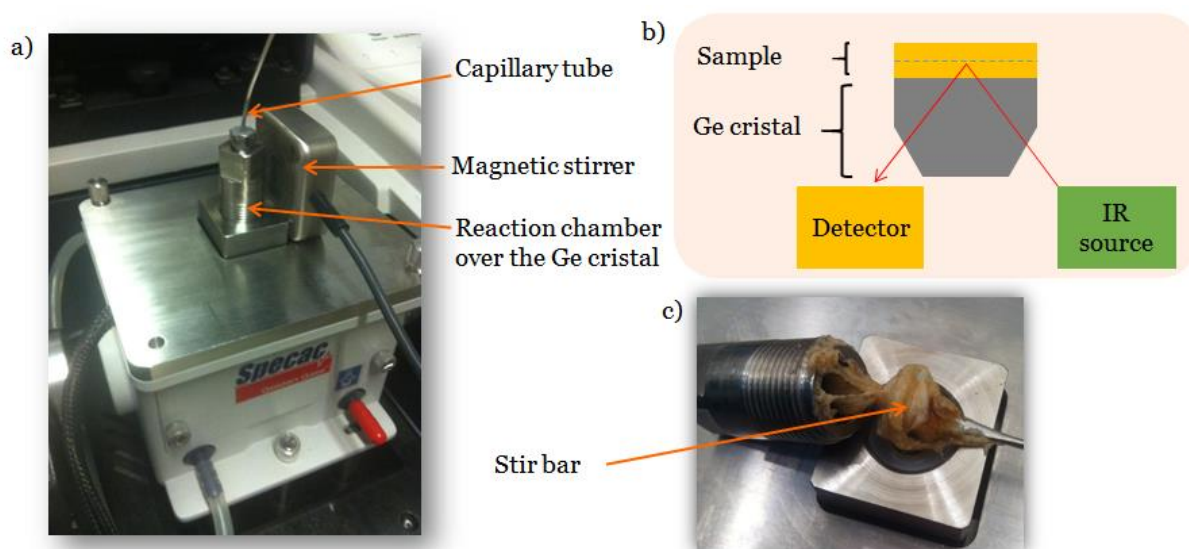 a)
Capillary tube
Magnetic stirrer
Reaction chamber
over the Ge cristal
Specac
b)
Sample
Ge cristal
Detector
IR
source
c)
Stir bar